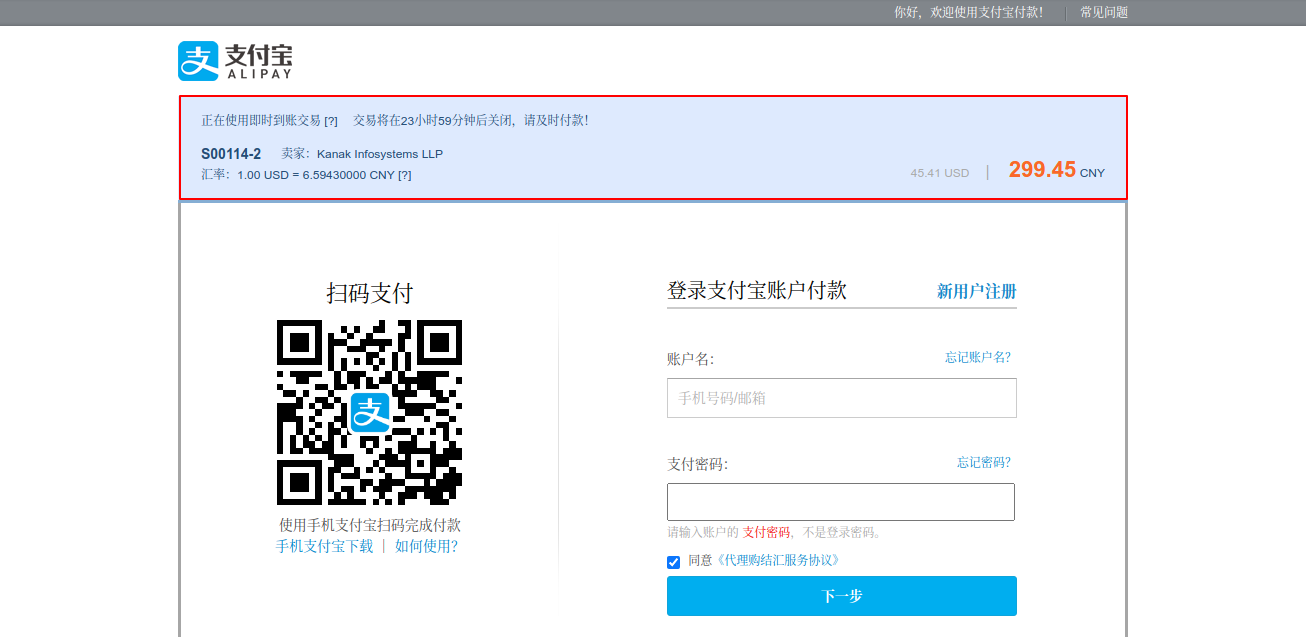 你好，欢迎使用支付宝付款！ 常见问题
支 支付宝
ALIPAY
正在使用即时到账交易 [?] 交易将在23小时59分钟后关闭，请及时付款！
S00114-2 卖家：Kanak Infosystems LLP
汇率：1.00 USD = 6.59430000 CNY [?]
45.41 USD | 299.45 CNY
扫码支付
支
使用手机支付宝扫码完成付款
手机支付宝下载 | 如何使用？
登录支付宝账户付款 新用户注册
账户名： 忘记账户名？
手机号码/邮箱
支付密码： 忘记密码？
请输入账户的 支付密码，不是登录密码。
同意《代理购结汇服务协议》
下一步